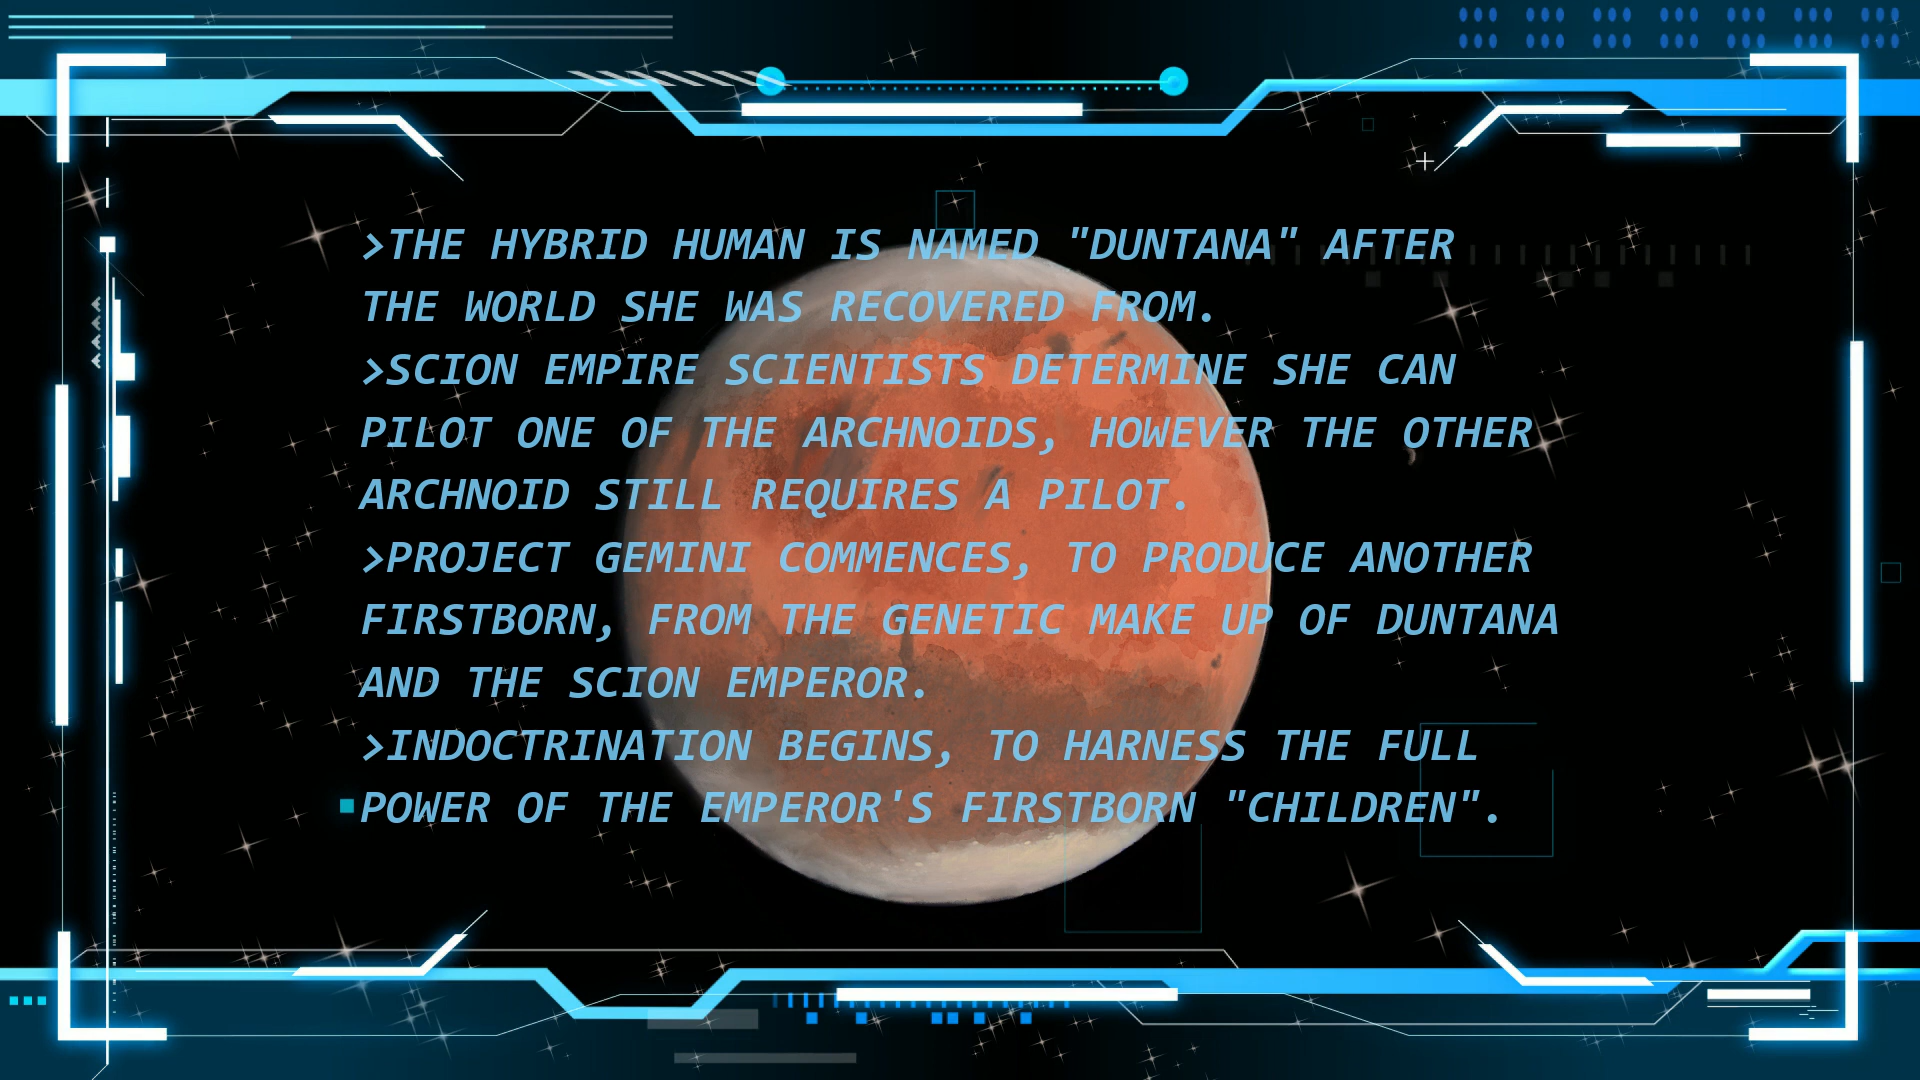 >THE HYBRID HUMAN IS NAMED "DUNTANA" AFTER
THE WORLD SHE WAS RECOVERED FROM.
>SCION EMPIRE SCIENTISTS DETERMINE SHE CAN
PILOT ONE OF THE ARCHNOIDS, HOWEVER THE OTHER
ARCHNOID STILL REQUIRES A PILOT.
>PROJECT GEMINI COMMENCES, TO PRODUCE ANOTHER
FIRSTBORN, FROM THE GENETIC MAKE UP OF DUNTANA
AND THE SCION EMPEROR.
>INDOCTRINATION BEGINS, TO HARNESS THE FULL
POWER OF THE EMPEROR'S FIRSTBORN "CHILDREN".